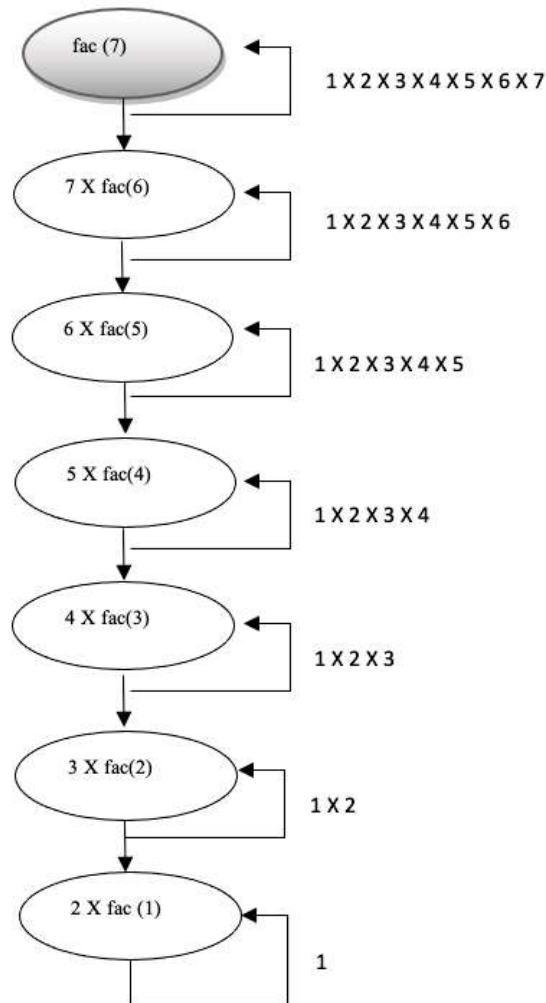 fac (7)
1 X 2 X 3 X 4 X 5 X 6 X 7
7 X fac(6)
1 X 2 X 3 X 4 X 5 X 6
6 X fac(5)
1 X 2 X 3 X 4 X 5
5 X fac(4)
1 X 2 X 3 X 4
4 X fac(3)
1 X 2 X 3
3 X fac(2)
1 X 2
2 X fac (1)
1